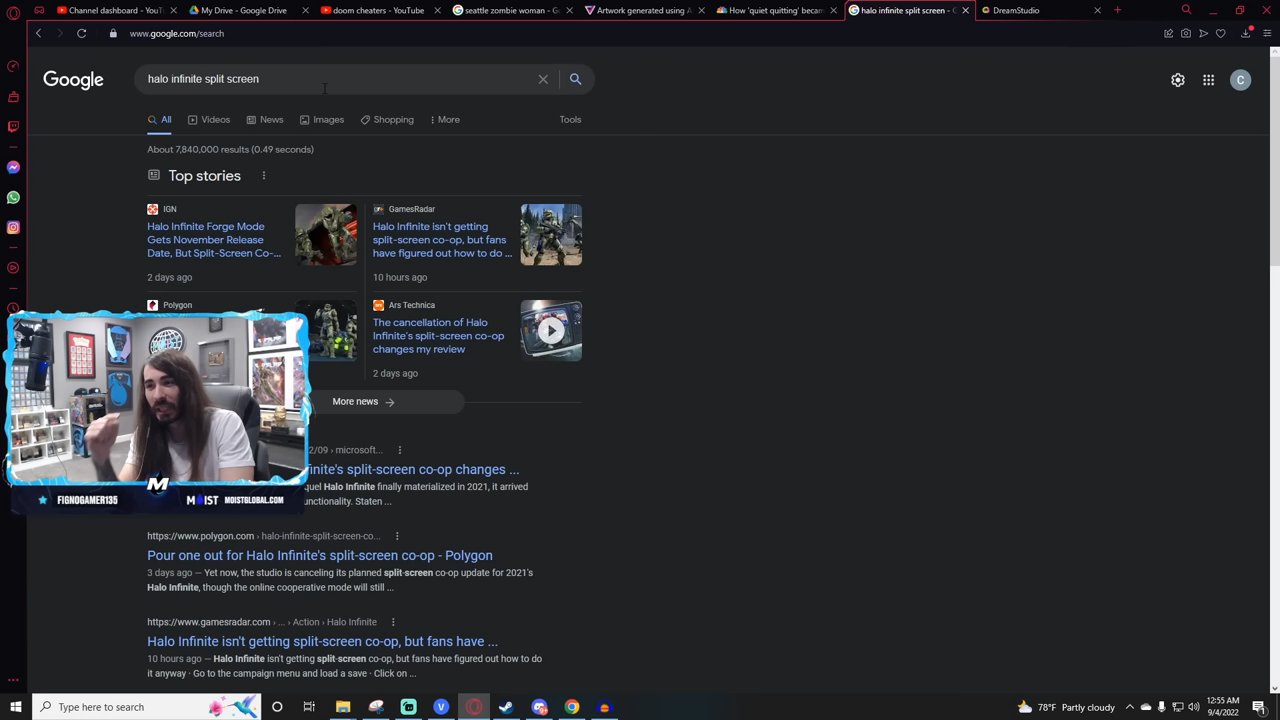 Channel dashboard - YouTu
My Drive - Google Drive
doom cheaters - YouTube
seattle zombie woman - Go
Artwork generated using A
How 'quiet quitting' becam
halo infinite split screen - G
DreamStudio
www.google.com/search
Google
halo infinite split screen
C
All
Videos
News
Images
Shopping
More
Tools
About 7,840,000 results (0.49 seconds)
Top stories
IGN
Halo Infinite Forge Mode
Gets November Release
Date, But Split-Screen Co-...
2 days ago
GamesRadar
Halo Infinite isn't getting
split-screen co-op, but fans
have figured out how to do ...
10 hours ago
Polygon
Ars Technica
The cancellation of Halo
Infinite's split-screen co-op
changes my review
2 days ago
More news
2/09 › microsoft...
finite's split-screen co-op changes ...
quel Halo Infinite finally materialized in 2021, it arrived
unctionality. Staten ...
M
FIGNOGAMER135
MOIST
MOISTGLOBAL.COM
https://www.polygon.com › halo-infinite-split-screen-co...
Pour one out for Halo Infinite's split-screen co-op - Polygon
3 days ago — Yet now, the studio is canceling its planned split-screen co-op update for 2021's
Halo Infinite, though the online cooperative mode will still ...
https://www.gamesradar.com › ... › Action › Halo Infinite
Halo Infinite isn't getting split-screen co-op, but fans have ...
10 hours ago — Halo Infinite isn't getting split-screen co-op, but fans have figured out how to do
it anyway · Go to the campaign menu and load a save · Click on ...
Type here to search
78°F Partly cloudy
12:55 AM
9/4/2022